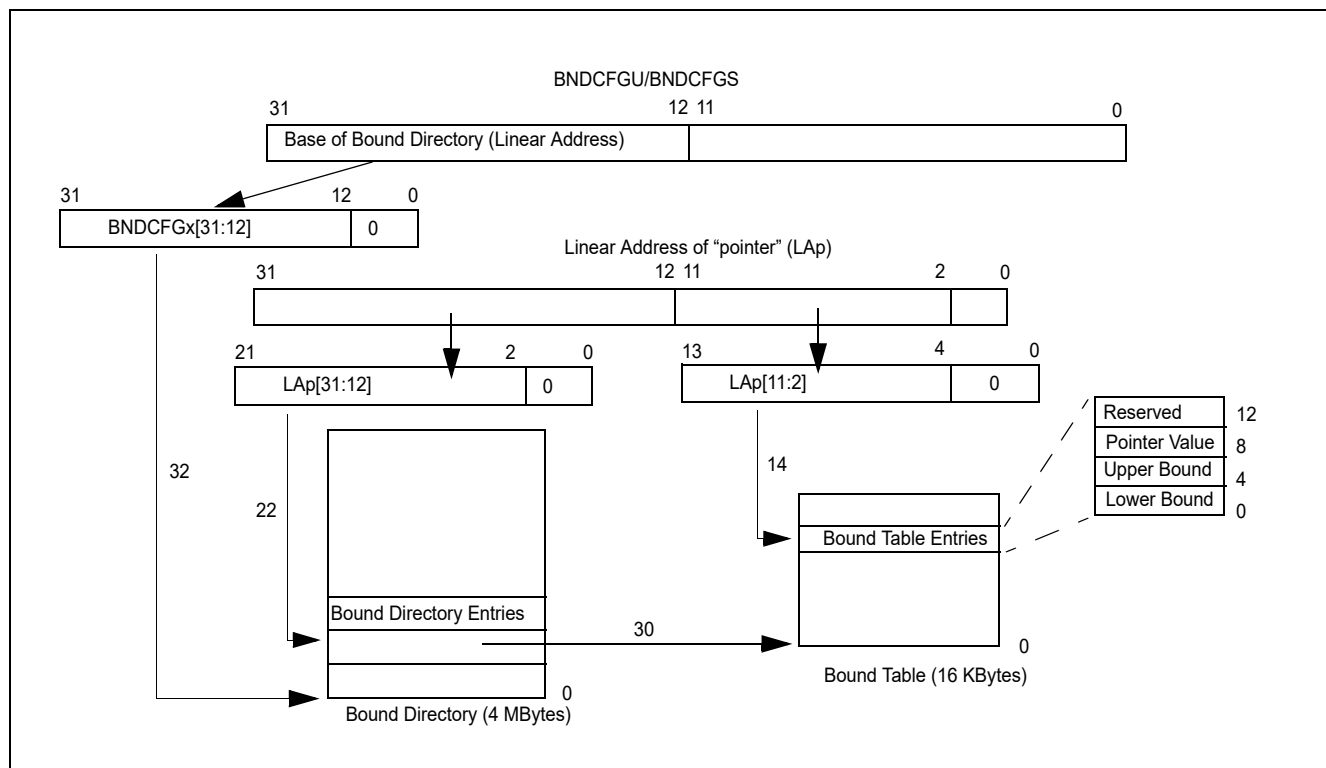 BNDCFGU/BNDCFGS
31 12 11 0
Base of Bound Directory (Linear Address)
31 12 0
BNDCFGx[31:12] 0
Linear Address of “pointer” (LAp)
31 12 11 2 0
21 2 0
13 4 0
LAp[31:12] 0
LAp[11:2] 0
Reserved 12
Pointer Value 8
Upper Bound 4
Lower Bound 0
32
22
14
Bound Table Entries
Bound Directory Entries
30
0
Bound Table (16 KBytes)
0
Bound Directory (4 MBytes)